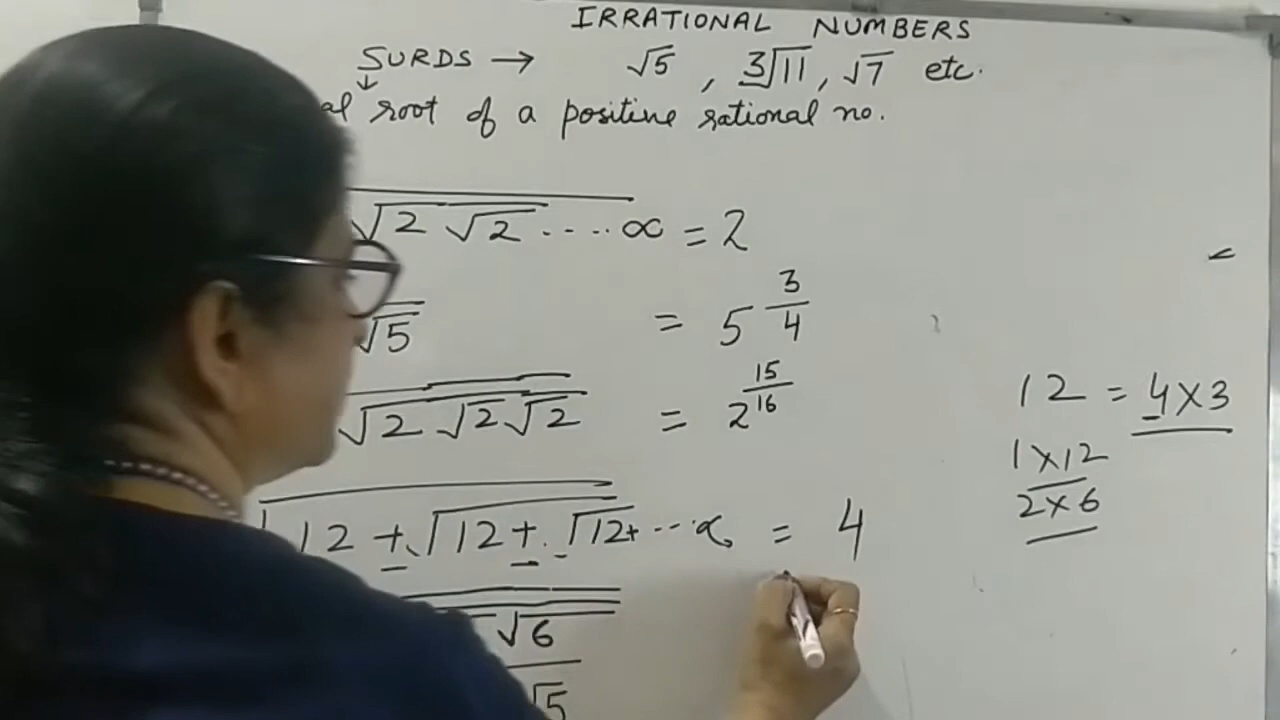 IRRATIONAL NUMBERS
SURDS → √5 , 3√11 , √7 etc.
↓
root of a positive rational no.
√2 √2 ....∝ = 2
√5 = 5^3/4
√2 √2 √2 = 2^15/16
12 = 4×3
1×12
2×6
√12 + √12 + √12+ ...∝ = 4
√6
√5